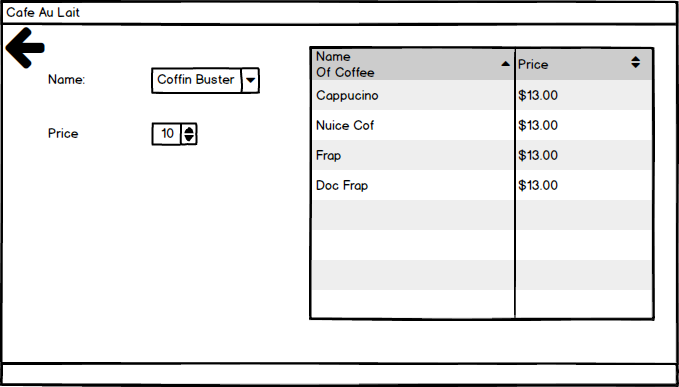 Cafe Au Lait
Name: Coffin Buster
Price 10
Name
Of Coffee
Price
Cappucino $13.00
Nuice Cof $13.00
Frap $13.00
Doc Frap $13.00